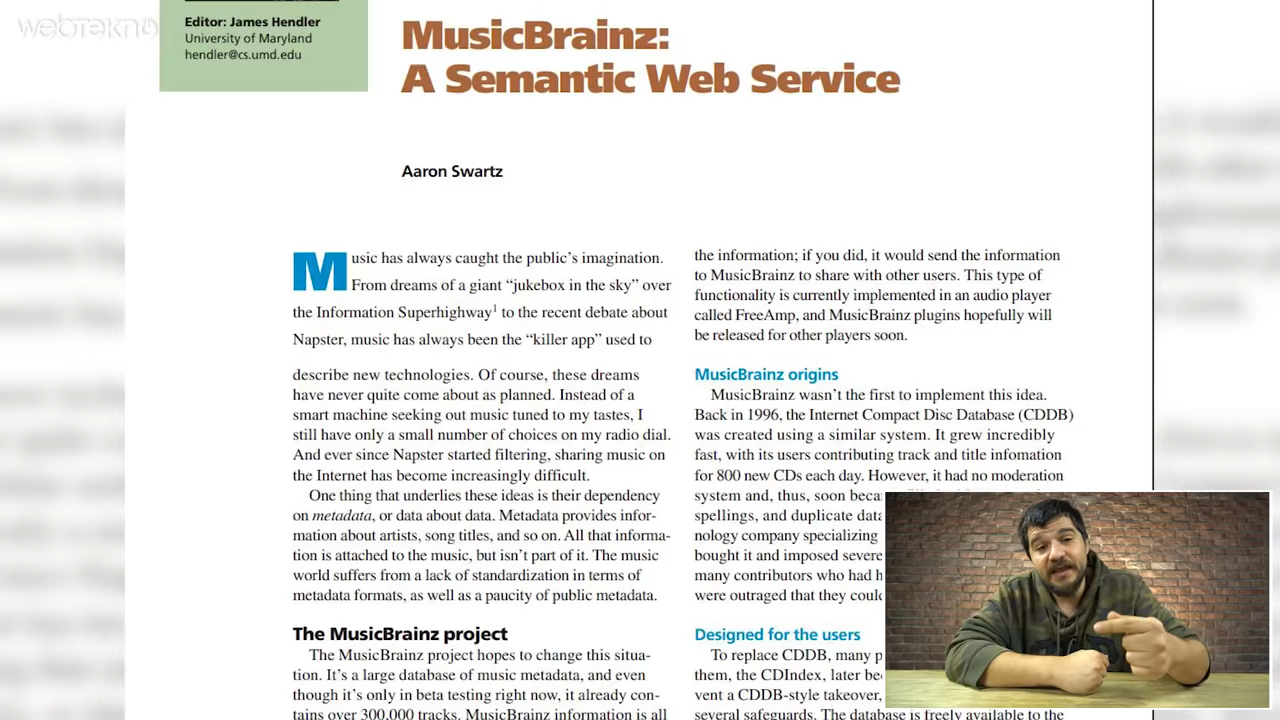 webtekno
Editor: James Hendler
University of Maryland
hendler@cs.umd.edu
MusicBrainz:
A Semantic Web Service
Aaron Swartz
Music has always caught the public's imagination.
From dreams of a giant “jukebox in the sky” over
the Information Superhighway1 to the recent debate about
Napster, music has always been the “killer app” used to
describe new technologies. Of course, these dreams
have never quite come about as planned. Instead of a
smart machine seeking out music tuned to my tastes, I
still have only a small number of choices on my radio dial.
And ever since Napster started filtering, sharing music on
the Internet has become increasingly difficult.
One thing that underlies these ideas is their dependency
on metadata, or data about data. Metadata provides infor-
mation about artists, song titles, and so on. All that informa-
tion is attached to the music, but isn't part of it. The music
world suffers from a lack of standardization in terms of
metadata formats, as well as a paucity of public metadata.
The MusicBrainz project
The MusicBrainz project hopes to change this situa-
tion. It's a large database of music metadata, and even
though it's only in beta testing right now, it already con-
tains over 300,000 tracks. MusicBrainz information is all
the information; if you did, it would send the information
to MusicBrainz to share with other users. This type of
functionality is currently implemented in an audio player
called FreeAmp, and MusicBrainz plugins hopefully will
be released for other players soon.
MusicBrainz origins
MusicBrainz wasn't the first to implement this idea.
Back in 1996, the Internet Compact Disc Database (CDDB)
was created using a similar system. It grew incredibly
fast, with its users contributing track and title infomation
for 800 new CDs each day. However, it had no moderation
system and, thus, soon beca
spellings, and duplicate data
nology company specializing
bought it and imposed severe
many contributors who had h
were outraged that they could
Designed for the users
To replace CDDB, many p
them, the CDIndex, later be
vent a CDDB-style takeover,
several safeguards. The database is freely available to the